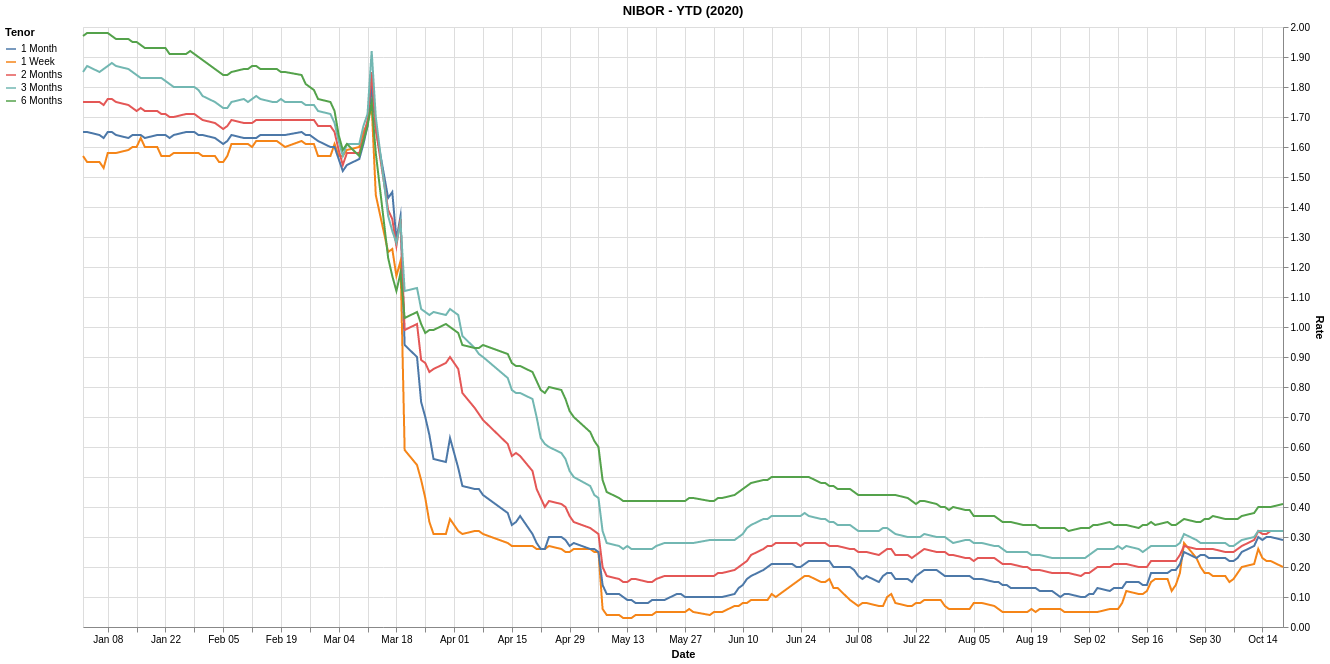 NIBOR - YTD (2020)
Tenor
1 Month
1 Week
2 Months
3 Months
6 Months
2.00
1.90
1.80
1.70
1.60
1.50
1.40
1.30
1.20
1.10
1.00
0.90
0.80
0.70
0.60
0.50
0.40
0.30
0.20
0.10
0.00
Rate
Jan 08 Jan 22 Feb 05 Feb 19 Mar 04 Mar 18 Apr 01 Apr 15 Apr 29 May 13 May 27 Jun 10 Jun 24 Jul 08 Jul 22 Aug 05 Aug 19 Sep 02 Sep 16 Sep 30 Oct 14
Date